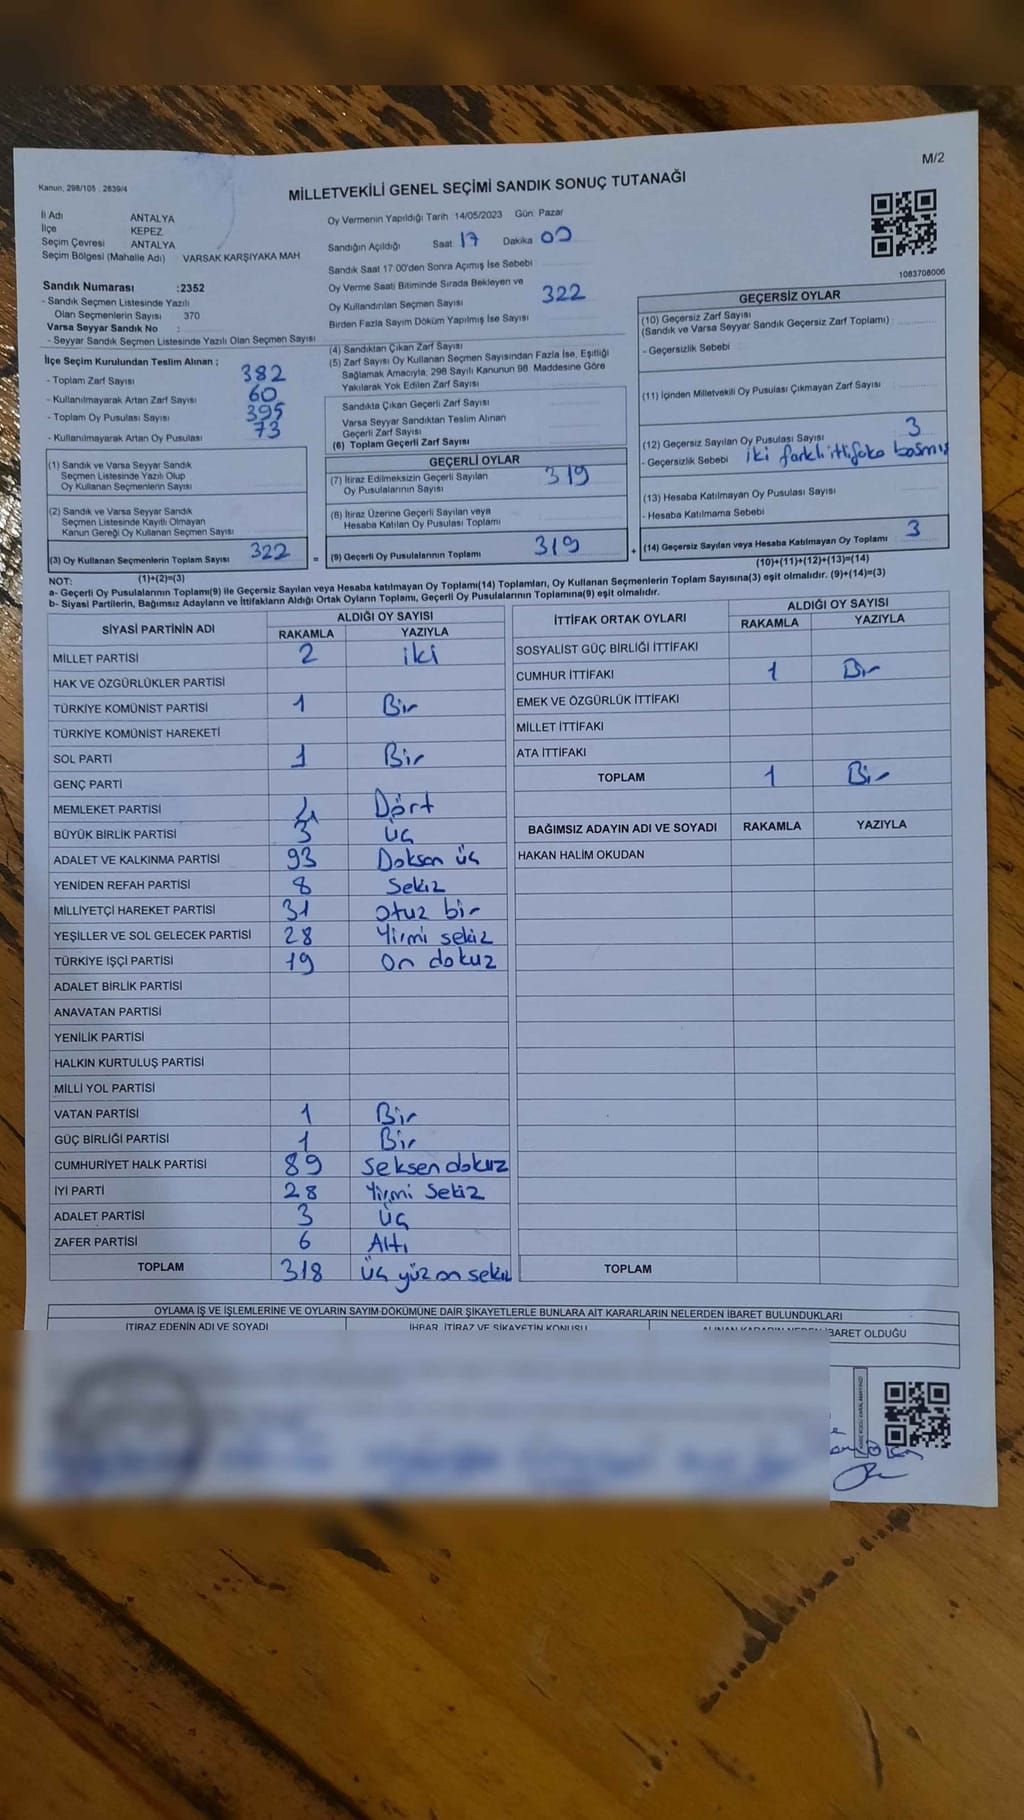 M/2
Kanun, 298/105 . 2839/4
MİLLETVEKİLİ GENEL SEÇİMİ SANDIK SONUÇ TUTANAĞI
İl Adı ANTALYA
İlçe KEPEZ
Seçim Çevresi ANTALYA
Seçim Bölgesi (Mahalle Adı) VARSAK KARŞIYAKA MAH
Sandık Numarası :2352
- Sandık Seçmen Listesinde Yazılı
Olan Seçmenlerin Sayısı 370
Varsa Seyyar Sandık No :
- Seyyar Sandık Seçmen Listesinde Yazılı Olan Seçmen Sayısı
İlçe Seçim Kurulundan Teslim Alınan ;
- Toplam Zarf Sayısı 382
- Kullanılmayarak Artan Zarf Sayısı 60
- Toplam Oy Pusulası Sayısı 395
- Kullanılmayarak Artan Oy Pusulası 73
Oy Vermenin Yapıldığı Tarih 14/05/2023 Gün: Pazar
Sandığın Açıldığı Saat 17 Dakika 00
Sandık Saat 17:00'den Sonra Açımış İse Sebebi
Oy Verme Saati Bitiminde Sırada Bekleyen ve
Oy Kullandırılan Seçmen Sayısı 322
Birden Fazla Sayım Döküm Yapılmış İse Sayısı
(4) Sandıktan Çıkan Zarf Sayısı
(5) Zarf Sayısı Oy Kullanan Seçmen Sayısından Fazla İse, Eşitliği
Sağlamak Amacıyla, 298 Sayılı Kanunun 98. Maddesine Göre
Yakılarak Yok Edilen Zarf Sayısı
Sandıkta Çıkan Geçerli Zarf Sayısı
Varsa Seyyar Sandıktan Teslim Alınan
Geçerli Zarf Sayısı
(6) Toplam Geçerli Zarf Sayısı
1083708006
GEÇERSİZ OYLAR
(10) Geçersiz Zarf Sayısı
(Sandık ve Varsa Seyyar Sandık Geçersiz Zarf Toplamı)
- Geçersizlik Sebebi
(11) İçinden Milletvekili Oy Pusulası Çıkmayan Zarf Sayısı
(12) Geçersiz Sayılan Oy Pusulası Sayısı 3
- Geçersizlik Sebebi iki farklı ittifaka basmış
(13) Hesaba Katılmayan Oy Pusulası Sayısı
- Hesaba Katılmama Sebebi
(14) Geçersiz Sayılan veya Hesaba Katılmayan Oy Toplamı 3
(10)+(11)+(12)+(13)=(14)
(1) Sandık ve Varsa Seyyar Sandık
Seçmen Listesinde Yazılı Olup
Oy Kullanan Seçmenlerin Sayısı
(2) Sandık ve Varsa Seyyar Sandık
Seçmen Listesinde Kayıtlı Olmayan
Kanun Gereği Oy Kullanan Seçmen Sayısı
(3) Oy Kullanan Seçmenlerin Toplam Sayısı 322 =
(1)+(2)=(3)
GEÇERLİ OYLAR
(7) İtiraz Edilmeksizin Geçerli Sayılan
Oy Pusulalarının Sayısı 319
(8) İtiraz Üzerine Geçerli Sayılan veya
Hesaba Katılan Oy Pusulası Toplamı
(9) Geçerli Oy Pusulalarının Toplamı 319 +
NOT:
a- Geçerli Oy Pusulalarının Toplamı(9) ile Geçersiz Sayılan veya Hesaba katılmayan Oy Toplamı(14) Toplamları, Oy Kullanan Seçmenlerin Toplam Sayısına(3) eşit olmalıdır. (9)+(14)=(3)
b- Siyasi Partilerin, Bağımsız Adayların ve İttifakların Aldığı Ortak Oyların Toplamı, Geçerli Oy Pusulalarının Toplamına(9) eşit olmalıdır.
SİYASİ PARTİNİN ADI ALDIĞI OY SAYISI
RAKAMLA YAZIYLA
MİLLET PARTİSİ 2 iki
HAK VE ÖZGÜRLÜKLER PARTİSİ
TÜRKİYE KOMÜNİST PARTİSİ 1 Bir
TÜRKİYE KOMÜNİST HAREKETİ
SOL PARTİ 1 Bir
GENÇ PARTİ
MEMLEKET PARTİSİ 4 Dört
BÜYÜK BİRLİK PARTİSİ 3 üç
ADALET VE KALKINMA PARTİSİ 93 Doksan üç
YENİDEN REFAH PARTİSİ 8 Sekiz
MİLLİYETÇİ HAREKET PARTİSİ 31 otuz bir
YEŞİLLER VE SOL GELECEK PARTİSİ 28 Yirmi sekiz
TÜRKİYE İŞÇİ PARTİSİ 19 on dokuz
ADALET BİRLİK PARTİSİ
ANAVATAN PARTİSİ
YENİLİK PARTİSİ
HALKIN KURTULUŞ PARTİSİ
MİLLİ YOL PARTİSİ
VATAN PARTİSİ 1 Bir
GÜÇ BİRLİĞİ PARTİSİ 1 Bir
CUMHURİYET HALK PARTİSİ 89 Seksen dokuz
İYİ PARTİ 28 Yirmi Sekiz
ADALET PARTİSİ 3 üç
ZAFER PARTİSİ 6 Altı
TOPLAM 318 üç yüz on sekiz
İTTİFAK ORTAK OYLARI ALDIĞI OY SAYISI
RAKAMLA YAZIYLA
SOSYALİST GÜÇ BİRLİĞİ İTTİFAKI
CUMHUR İTTİFAKI 1 Bir
EMEK VE ÖZGÜRLÜK İTTİFAKI
MİLLET İTTİFAKI
ATA İTTİFAKI
TOPLAM 1 Bir
BAĞIMSIZ ADAYIN ADI VE SOYADI RAKAMLA YAZIYLA
HAKAN HALİM OKUDAN
TOPLAM
OYLAMA İŞ VE İŞLEMLERİNE VE OYLARIN SAYIM DÖKÜMÜNE DAİR ŞİKAYETLERLE BUNLARA AİT KARARLARIN NELERDEN İBARET BULUNDUKLARI
İTİRAZ EDENİN ADI VE SOYADI İHBAR, İTİRAZ VE ŞİKAYETİN KONUSU ALINAN KARARIN NEDEN İBARET OLDUĞU